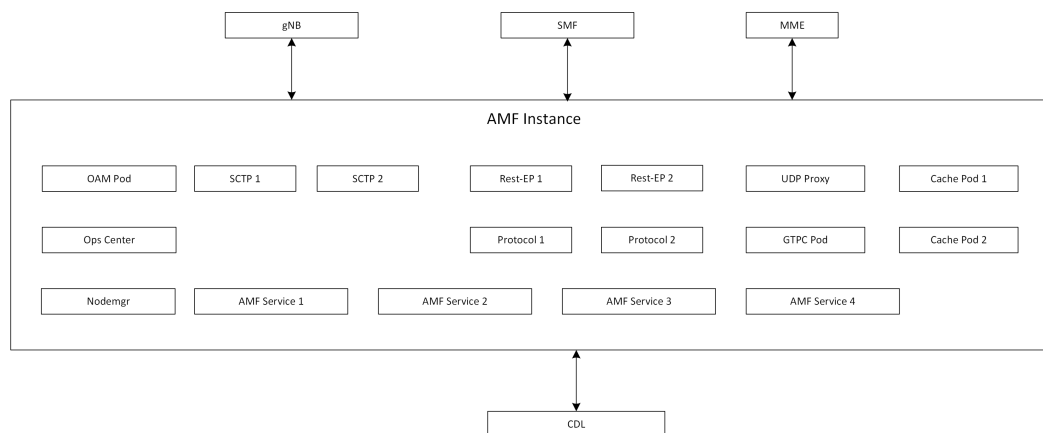 gNB
SMF
MME
AMF Instance
OAM Pod
SCTP 1
SCTP 2
Rest-EP 1
Rest-EP 2
UDP Proxy
Cache Pod 1
Ops Center
Protocol 1
Protocol 2
GTPC Pod
Cache Pod 2
Nodemgr
AMF Service 1
AMF Service 2
AMF Service 3
AMF Service 4
CDL